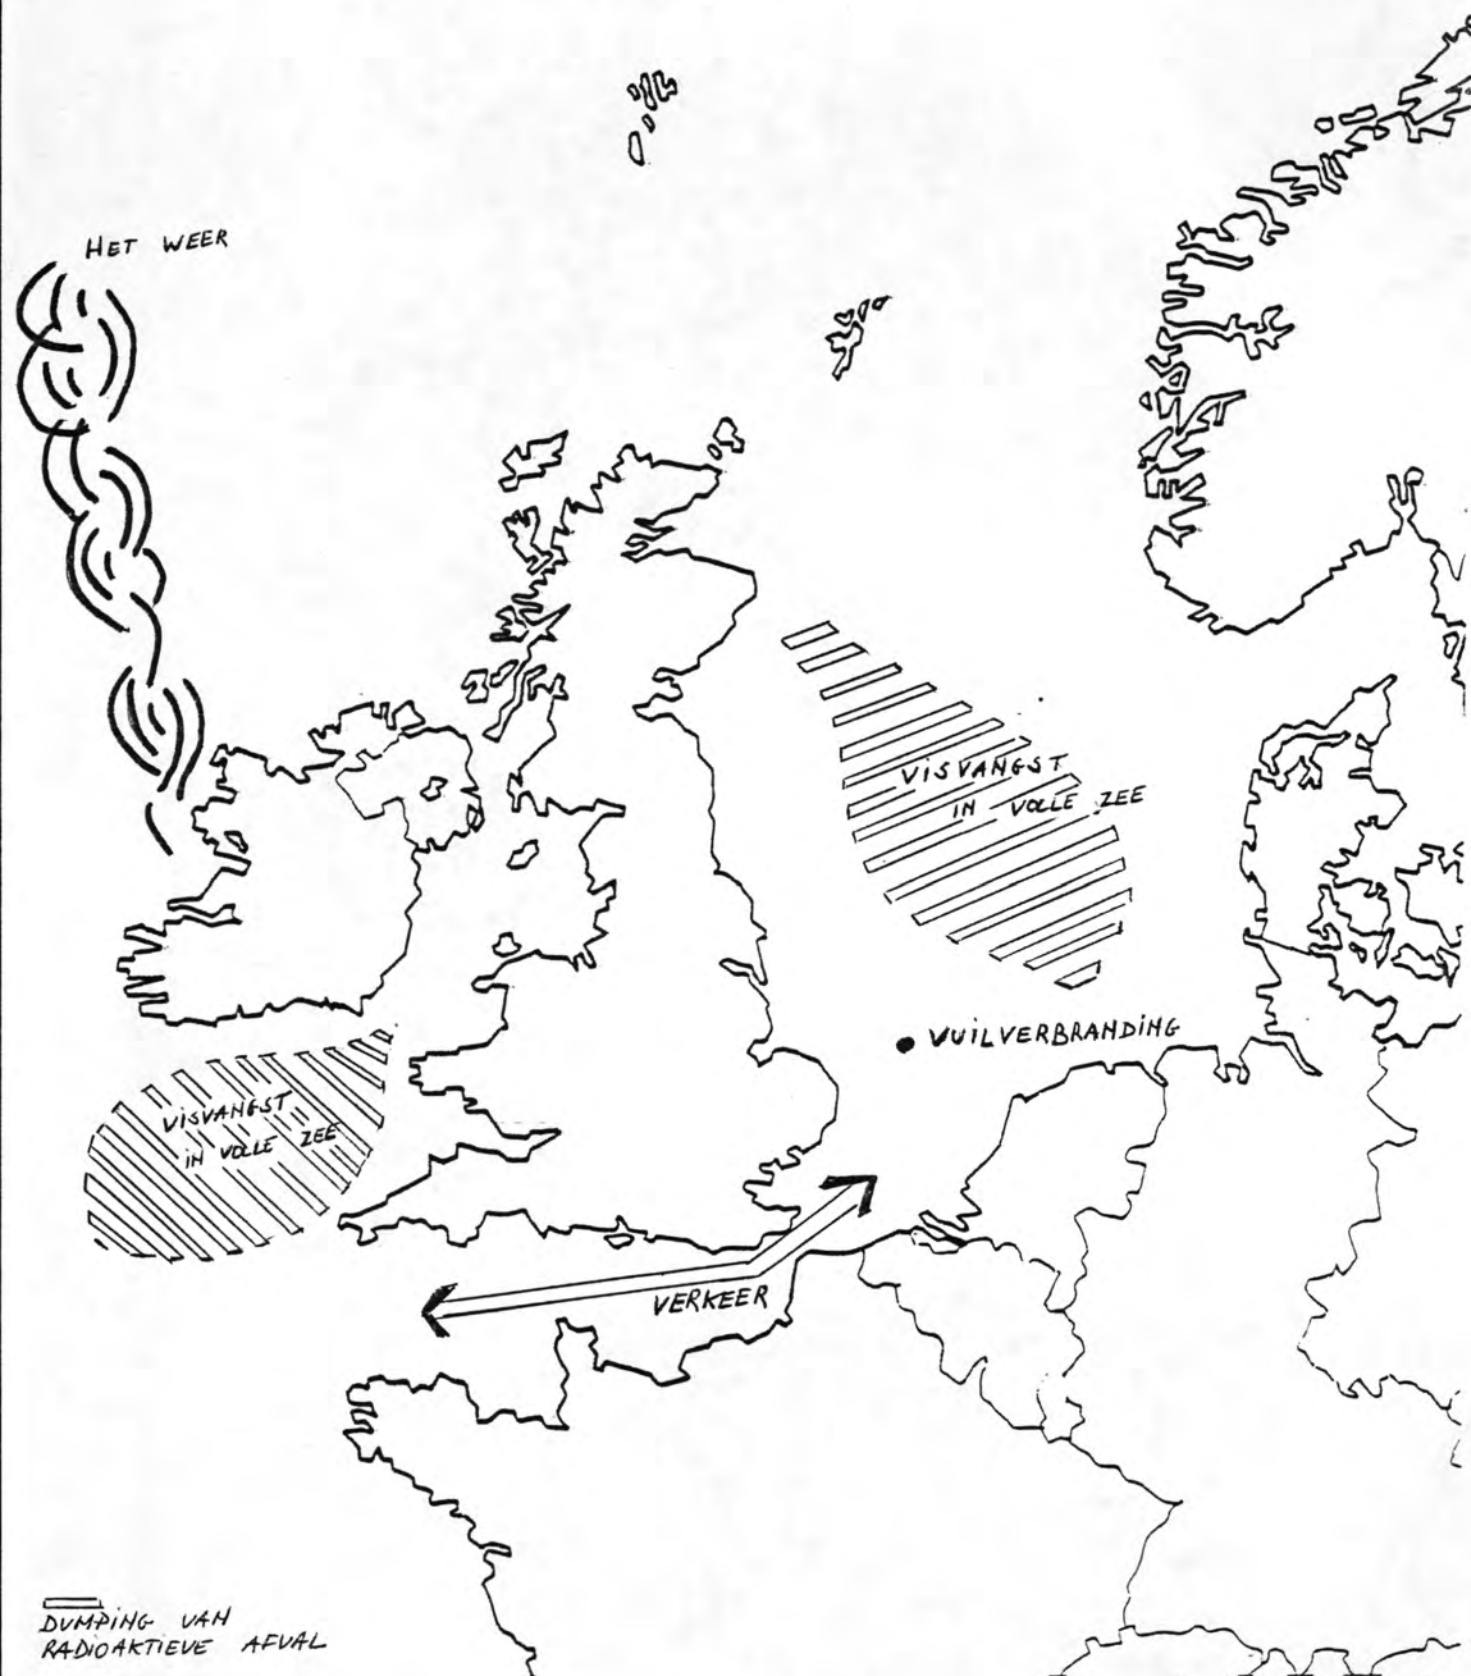 HET WEER
VISVANGST
IN VOLLE ZEE
VUILVERBRANDING
VISVANGST
IN VOLLE ZEE
VERKEER
DUMPING VAN
RADIOAKTIEVE AFVAL